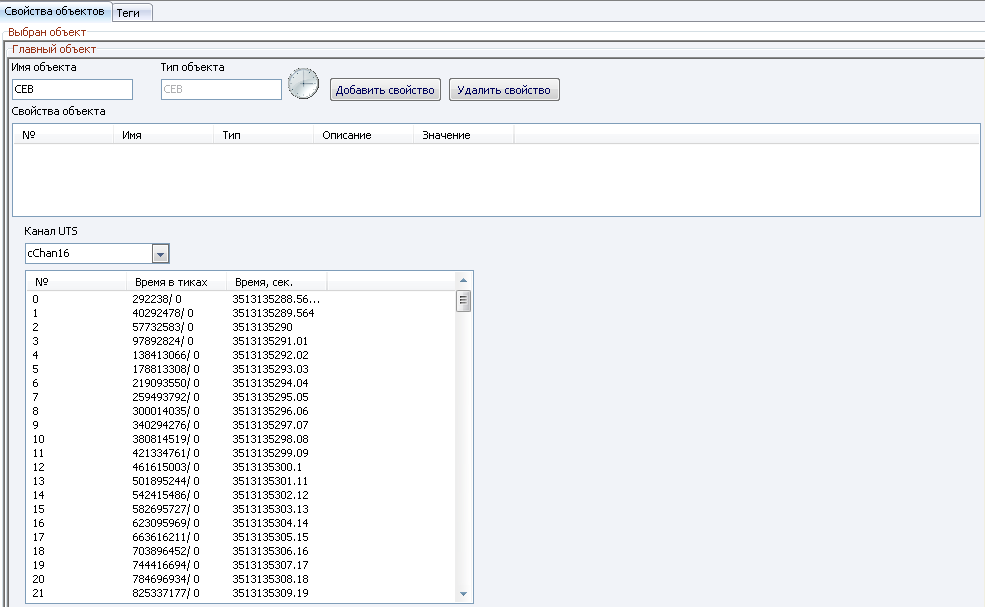 Свойства объектов Теги
Выбран объект
Главный объект
Имя объекта Тип объекта
СЕВ СЕВ Добавить свойство Удалить свойство
Свойства объекта
№ Имя Тип Описание Значение
Канал UTS
cChan16
№ Время в тиках Время, сек.
0 292238/ 0 3513135288.56...
1 40292478/ 0 3513135289.564
2 57732583/ 0 3513135290
3 97892824/ 0 3513135291.01
4 138413066/ 0 3513135292.02
5 178813308/ 0 3513135293.03
6 219093550/ 0 3513135294.04
7 259493792/ 0 3513135295.05
8 300014035/ 0 3513135296.06
9 340294276/ 0 3513135297.07
10 380814519/ 0 3513135298.08
11 421334761/ 0 3513135299.09
12 461615003/ 0 3513135300.1
13 501895244/ 0 3513135301.11
14 542415486/ 0 3513135302.12
15 582695727/ 0 3513135303.13
16 623095969/ 0 3513135304.14
17 663616211/ 0 3513135305.15
18 703896452/ 0 3513135306.16
19 744416694/ 0 3513135307.17
20 784696934/ 0 3513135308.18
21 825337177/ 0 3513135309.19